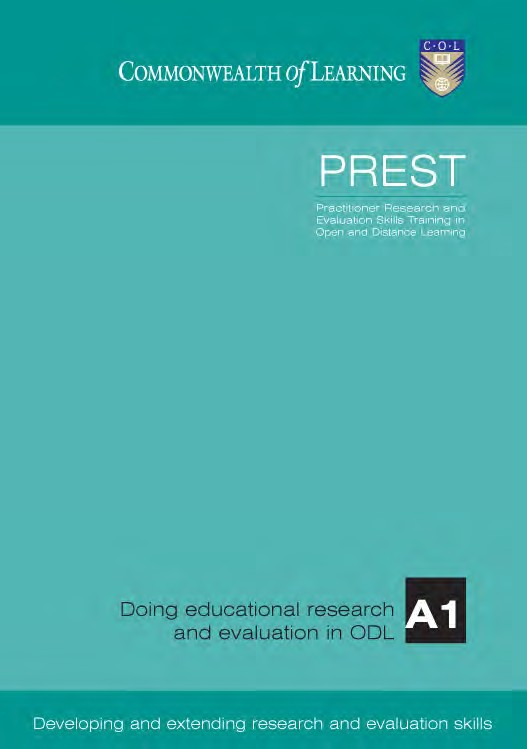 COMMONWEALTH of LEARNING
C·O·L
PREST
Practitioner Research and
Evaluation Skills Training in
Open and Distance Learning
Doing educational research
and evaluation in ODL
A1
Developing and extending research and evaluation skills